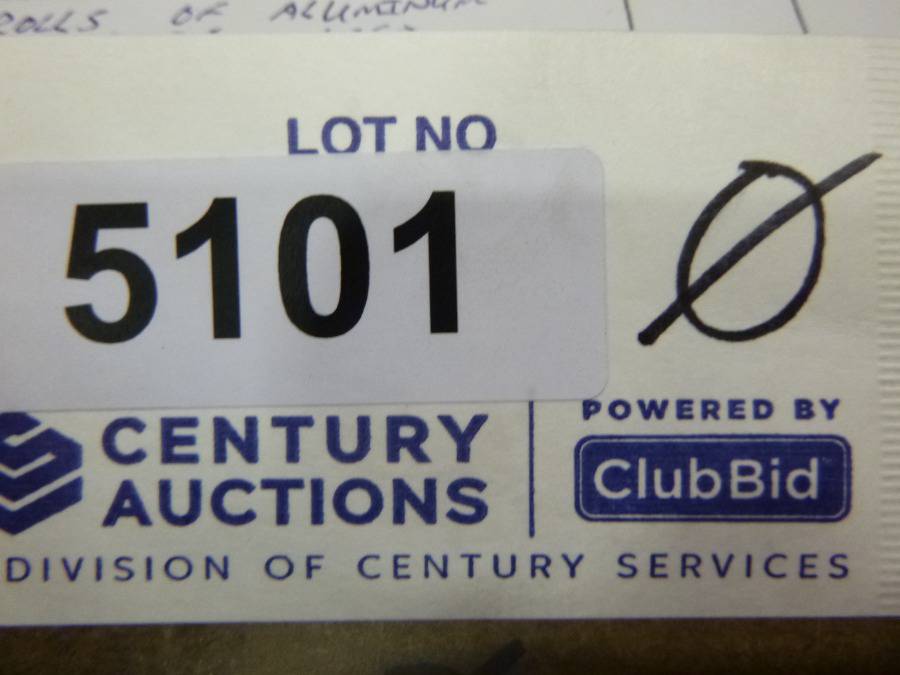 ROLLS OF ALUMINUM
LOT NO
5101 Ø
CENTURY
AUCTIONS
POWERED BY
ClubBid
DIVISION OF CENTURY SERVICES